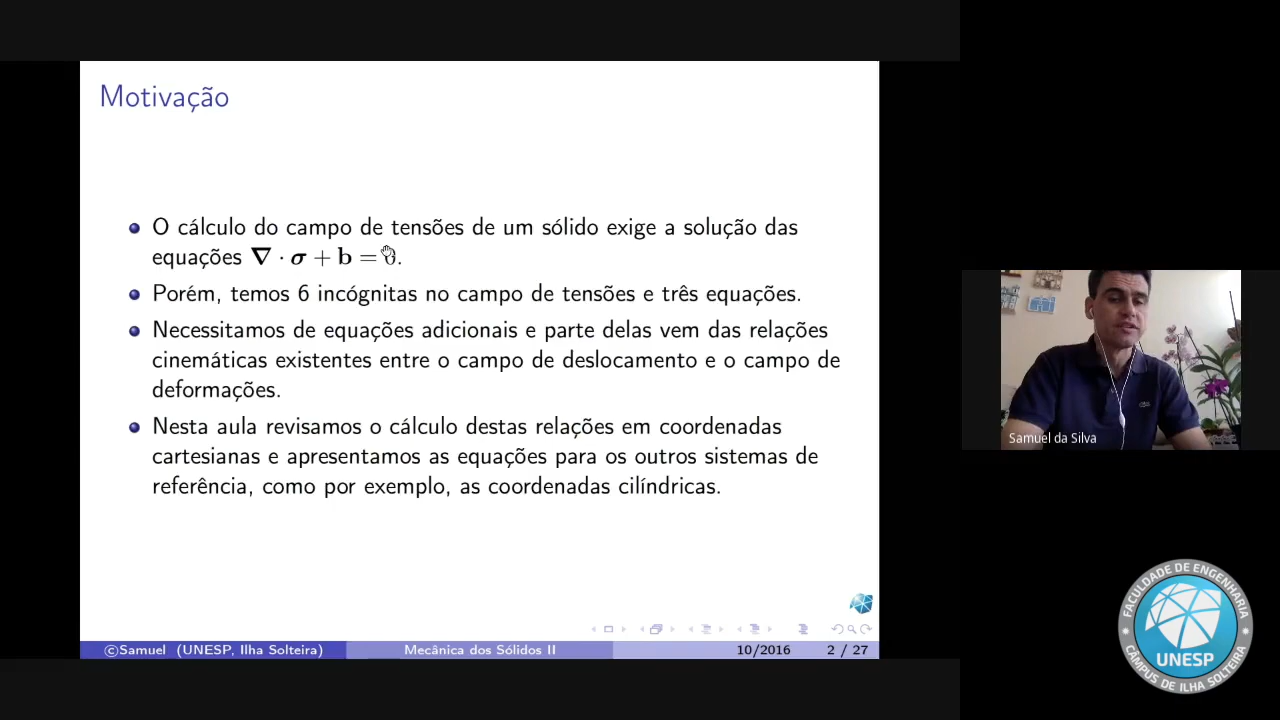 Motivação
O cálculo do campo de tensões de um sólido exige a solução das
equações ∇ · σ + b = 0.
Porém, temos 6 incógnitas no campo de tensões e três equações.
Necessitamos de equações adicionais e parte delas vem das relações
cinemáticas existentes entre o campo de deslocamento e o campo de
deformações.
Nesta aula revisamos o cálculo destas relações em coordenadas
cartesianas e apresentamos as equações para os outros sistemas de
referência, como por exemplo, as coordenadas cilíndricas.
©Samuel (UNESP, Ilha Solteira) Mecânica dos Sólidos II 10/2016 2 / 27
Samuel da Silva
FACULDADE DE ENGENHARIA
UNESP
CÂMPUS DE ILHA SOLTEIRA